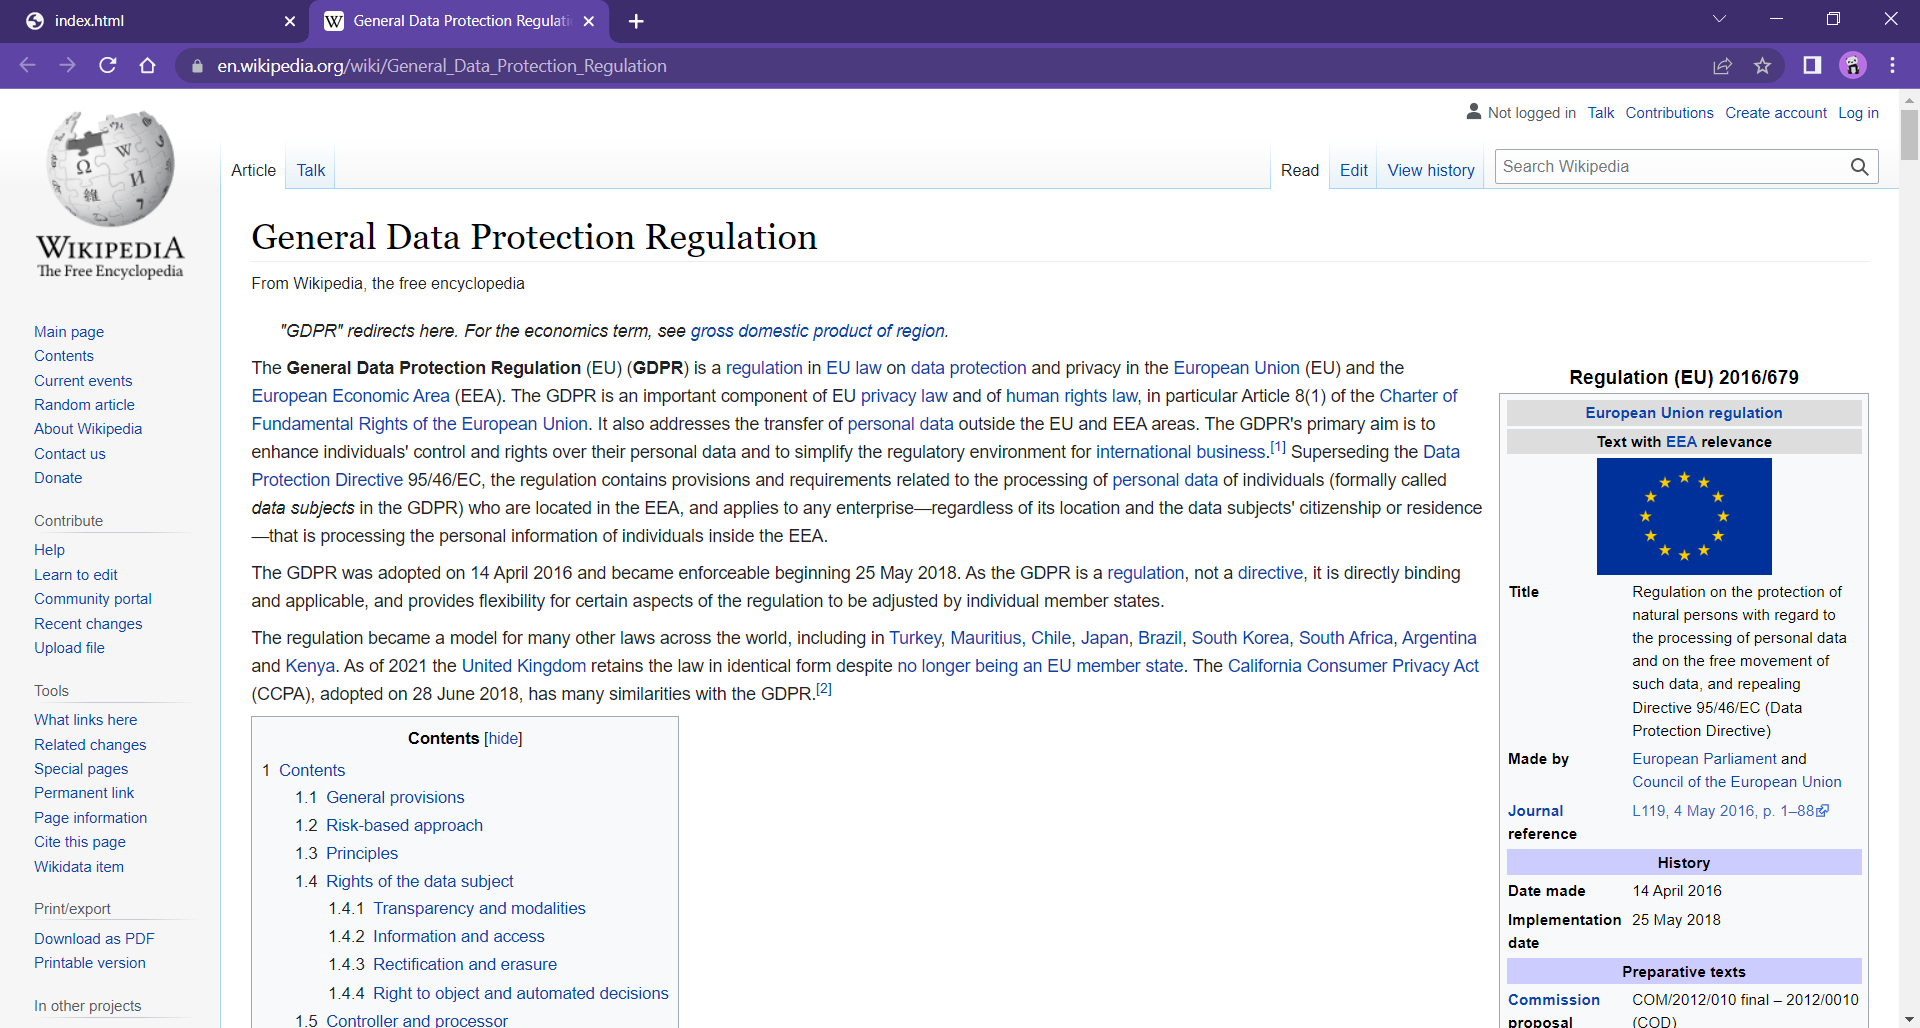 index.html
General Data Protection Regulati
en.wikipedia.org/wiki/General_Data_Protection_Regulation
Not logged in Talk Contributions Create account Log in
Article Talk Read Edit View history Search Wikipedia
WIKIPEDIA
The Free Encyclopedia
Main page
Contents
Current events
Random article
About Wikipedia
Contact us
Donate
Contribute
Help
Learn to edit
Community portal
Recent changes
Upload file
Tools
What links here
Related changes
Special pages
Permanent link
Page information
Cite this page
Wikidata item
Print/export
Download as PDF
Printable version
In other projects
General Data Protection Regulation
From Wikipedia, the free encyclopedia
"GDPR" redirects here. For the economics term, see gross domestic product of region.
The General Data Protection Regulation (EU) (GDPR) is a regulation in EU law on data protection and privacy in the European Union (EU) and the
European Economic Area (EEA). The GDPR is an important component of EU privacy law and of human rights law, in particular Article 8(1) of the Charter of
Fundamental Rights of the European Union. It also addresses the transfer of personal data outside the EU and EEA areas. The GDPR's primary aim is to
enhance individuals' control and rights over their personal data and to simplify the regulatory environment for international business.[1] Superseding the Data
Protection Directive 95/46/EC, the regulation contains provisions and requirements related to the processing of personal data of individuals (formally called
data subjects in the GDPR) who are located in the EEA, and applies to any enterprise—regardless of its location and the data subjects' citizenship or residence
—that is processing the personal information of individuals inside the EEA.
The GDPR was adopted on 14 April 2016 and became enforceable beginning 25 May 2018. As the GDPR is a regulation, not a directive, it is directly binding
and applicable, and provides flexibility for certain aspects of the regulation to be adjusted by individual member states.
The regulation became a model for many other laws across the world, including in Turkey, Mauritius, Chile, Japan, Brazil, South Korea, South Africa, Argentina
and Kenya. As of 2021 the United Kingdom retains the law in identical form despite no longer being an EU member state. The California Consumer Privacy Act
(CCPA), adopted on 28 June 2018, has many similarities with the GDPR.[2]
Contents [hide]
1 Contents
1.1 General provisions
1.2 Risk-based approach
1.3 Principles
1.4 Rights of the data subject
1.4.1 Transparency and modalities
1.4.2 Information and access
1.4.3 Rectification and erasure
1.4.4 Right to object and automated decisions
1.5 Controller and processor
Regulation (EU) 2016/679
European Union regulation
Text with EEA relevance
Title Regulation on the protection of
natural persons with regard to
the processing of personal data
and on the free movement of
such data, and repealing
Directive 95/46/EC (Data
Protection Directive)
Made by European Parliament and
Council of the European Union
Journal L119, 4 May 2016, p. 1–88
reference
History
Date made 14 April 2016
Implementation 25 May 2018
date
Preparative texts
Commission COM/2012/010 final – 2012/0010
proposal (COD)